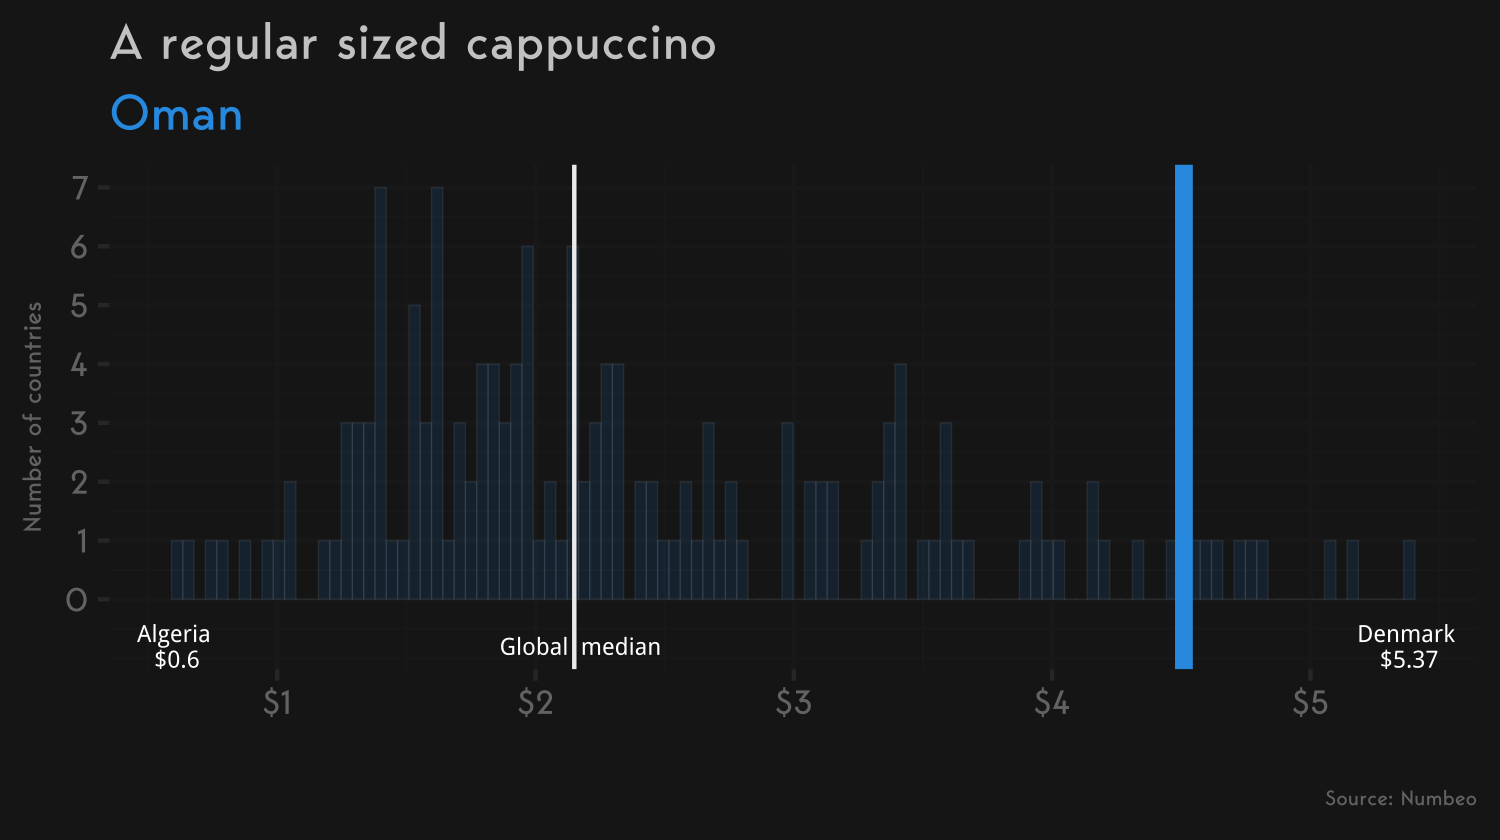 A regular sized cappuccino
Oman
Number of countries
7
6
5
4
3
2
1
0
Algeria
$0.6
Global median
Denmark
$5.37
$1 $2 $3 $4 $5
Source: Numbeo